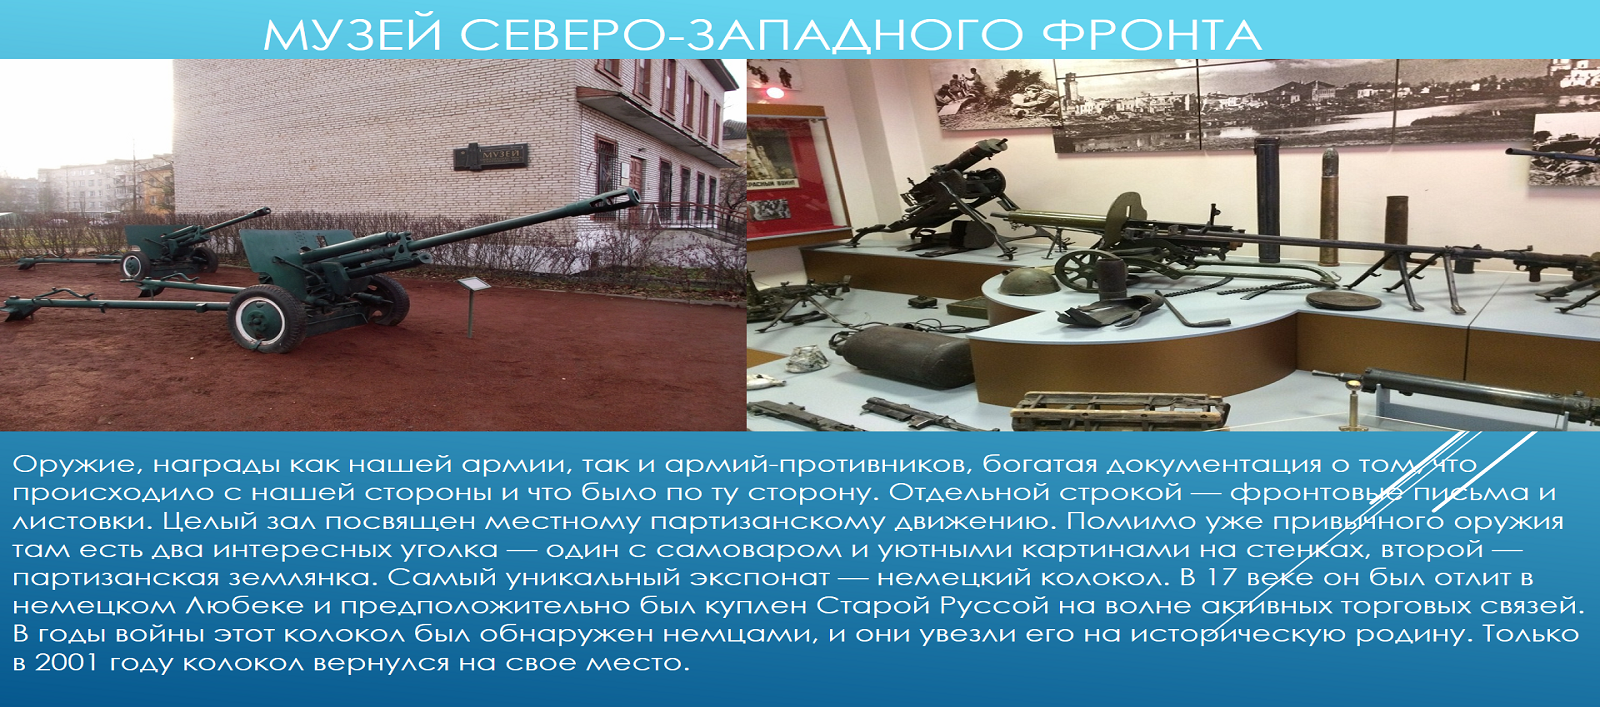 МУЗЕЙ СЕВЕРО-ЗАПАДНОГО ФРОНТА
МУЗЕЙ
Оружие, награды как нашей армии, так и армий-противников, богатая документация о том, что
происходило с нашей стороны и что было по ту сторону. Отдельной строкой — фронтовые письма и
листовки. Целый зал посвящен местному партизанскому движению. Помимо уже привычного оружия
там есть два интересных уголка — один с самоваром и уютными картинами на стенках, второй —
партизанская землянка. Самый уникальный экспонат — немецкий колокол. В 17 веке он был отлит в
немецком Любеке и предположительно был куплен Старой Руссой на волне активных торговых связей.
В годы войны этот колокол был обнаружен немцами, и они увезли его на историческую родину. Только
в 2001 году колокол вернулся на свое место.